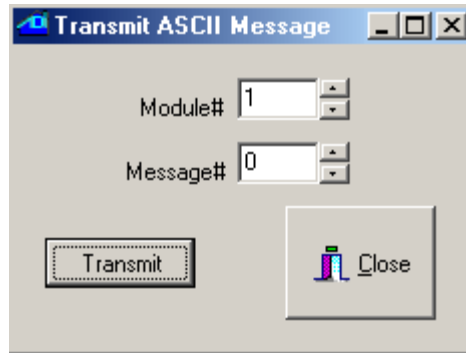 Transmit ASCII Message
Module# 1
Message# 0
Transmit
Close